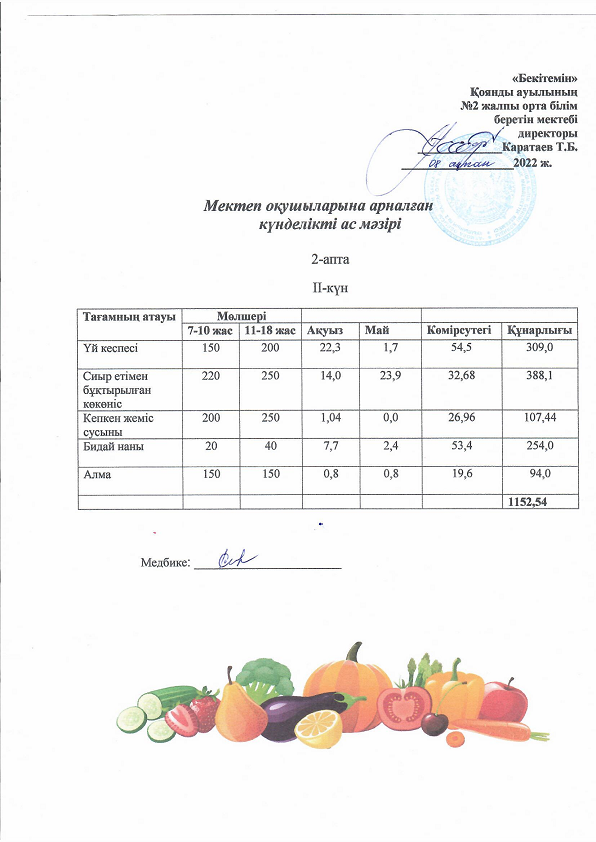 «Бекітемін»
Қоянды ауылының
№2 жалпы орта білім
беретін мектебі
директоры
Каратаев Т.Б.
08 ақпан 2022 ж.
Мектеп оқушыларына арналған
күнделікті ас мәзірі
2-апта
II-күн
Тағамның атауы Мөлшері
7-10 жас 11-18 жас Ақуыз Май Көмірсутегі Құнарлығы
Үй кеспесі 150 200 22,3 1,7 54,5 309,0
Сиыр етімен 220 250 14,0 23,9 32,68 388,1
бұқтырылған
көкөніс
Кепкен жеміс 200 250 1,04 0,0 26,96 107,44
сусыны
Бидай наны 20 40 7,7 2,4 53,4 254,0
Алма 150 150 0,8 0,8 19,6 94,0
1152,54
Медбике: